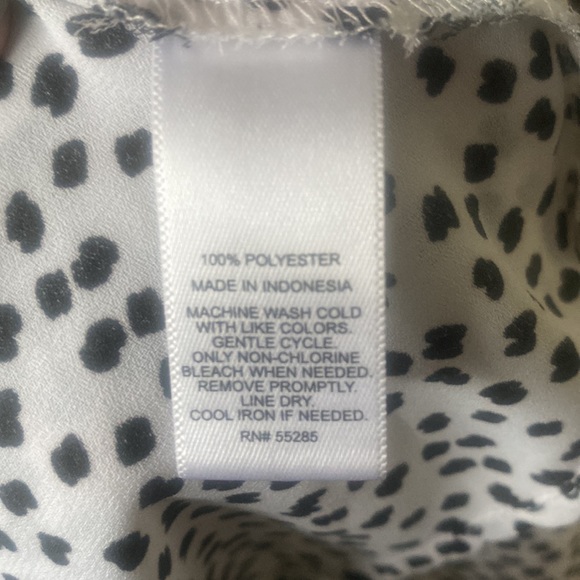 100% POLYESTER
MADE IN INDONESIA
MACHINE WASH COLD
WITH LIKE COLORS.
GENTLE CYCLE.
ONLY NON-CHLORINE
BLEACH WHEN NEEDED.
REMOVE PROMPTLY.
LINE DRY.
COOL IRON IF NEEDED.
RN# 55285